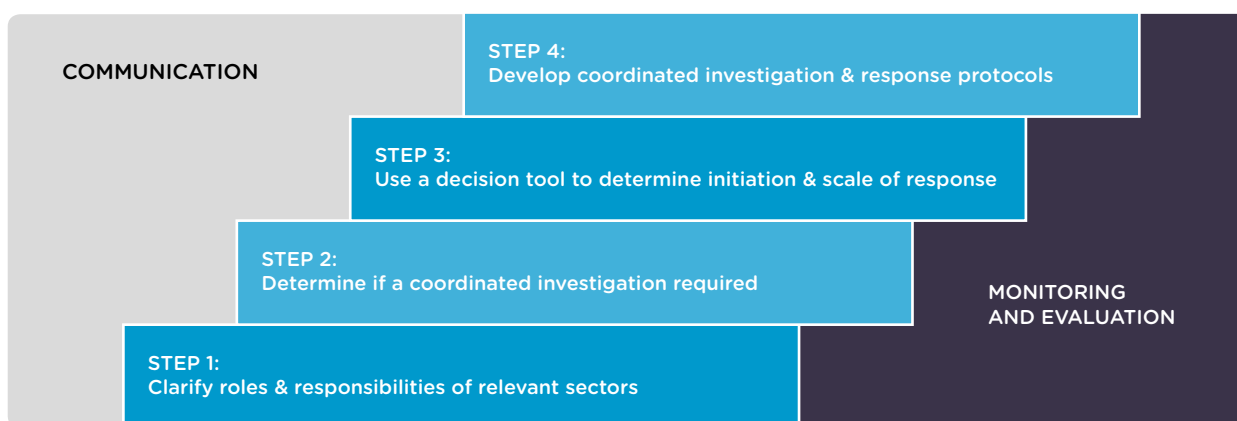 COMMUNICATION
STEP 4:
Develop coordinated investigation & response protocols
STEP 3:
Use a decision tool to determine initiation & scale of response
STEP 2:
Determine if a coordinated investigation required
MONITORING
AND EVALUATION
STEP 1:
Clarify roles & responsibilities of relevant sectors